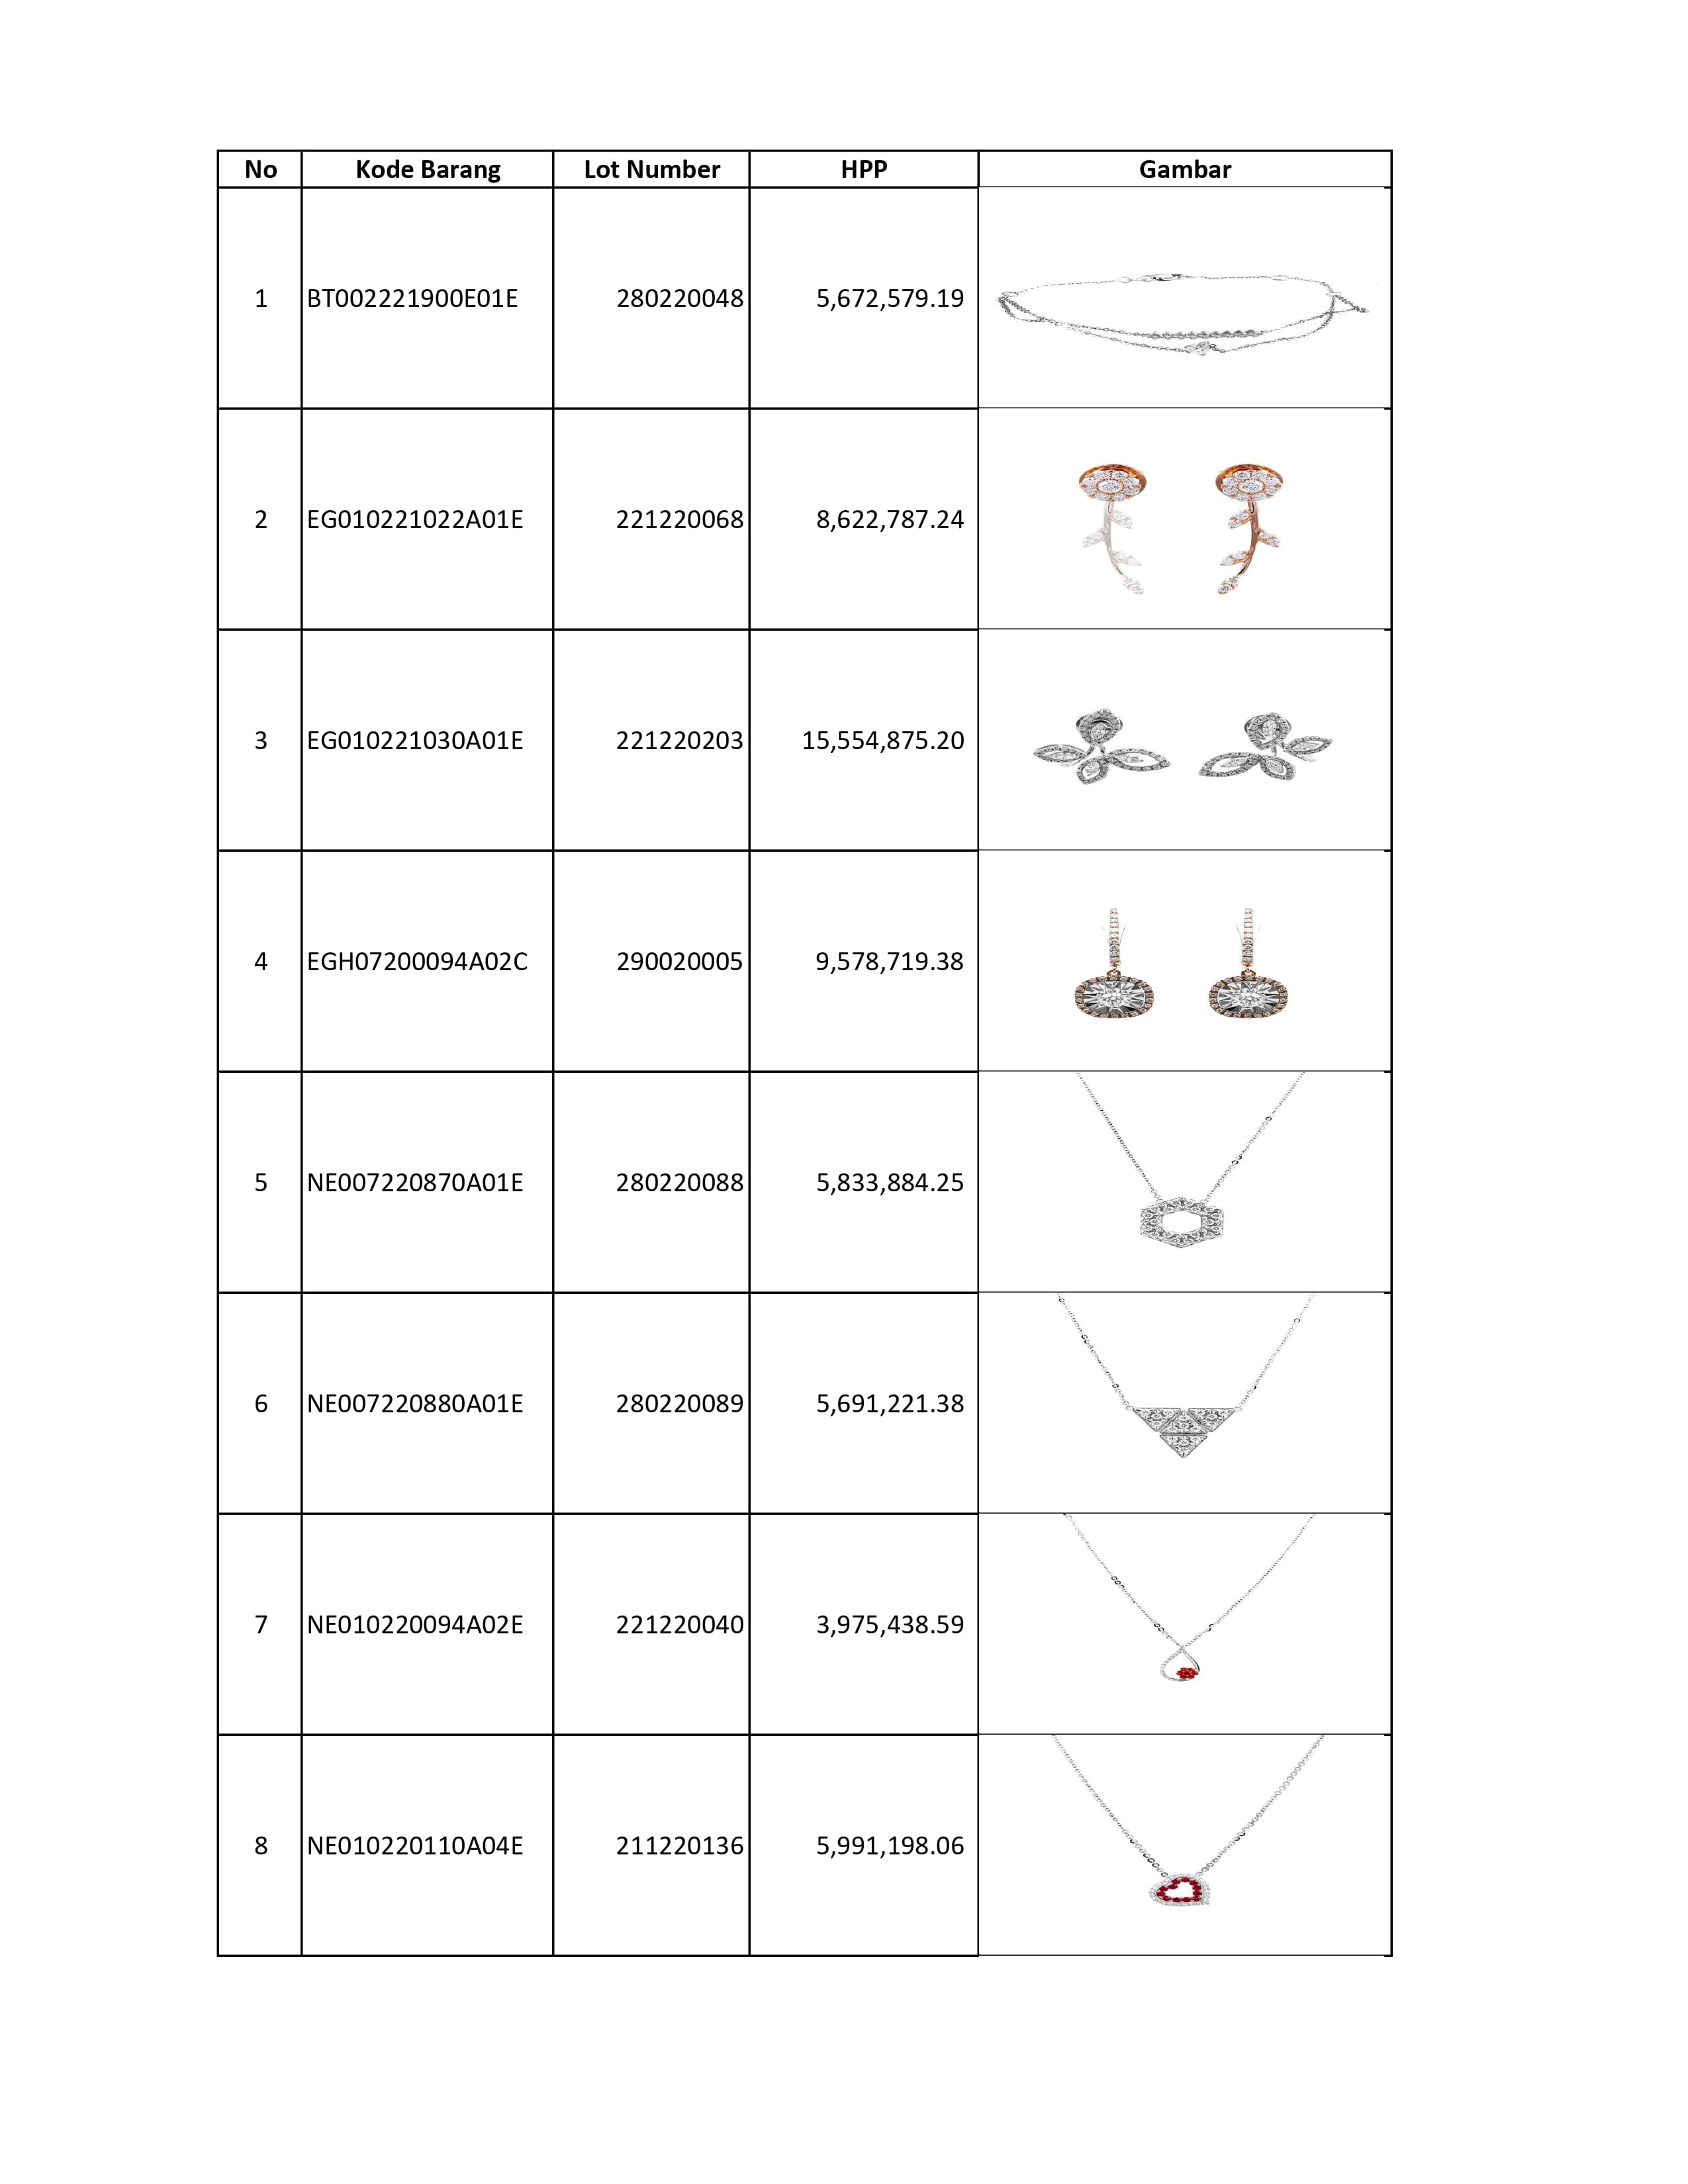 No Kode Barang Lot Number HPP Gambar
1 BT002221900E01E 280220048 5,672,579.19
2 EG010221022A01E 221220068 8,622,787.24
3 EG010221030A01E 221220203 15,554,875.20
4 EGH07200094A02C 290020005 9,578,719.38
5 NE007220870A01E 280220088 5,833,884.25
6 NE007220880A01E 280220089 5,691,221.38
7 NE010220094A02E 221220040 3,975,438.59
8 NE010220110A04E 211220136 5,991,198.06